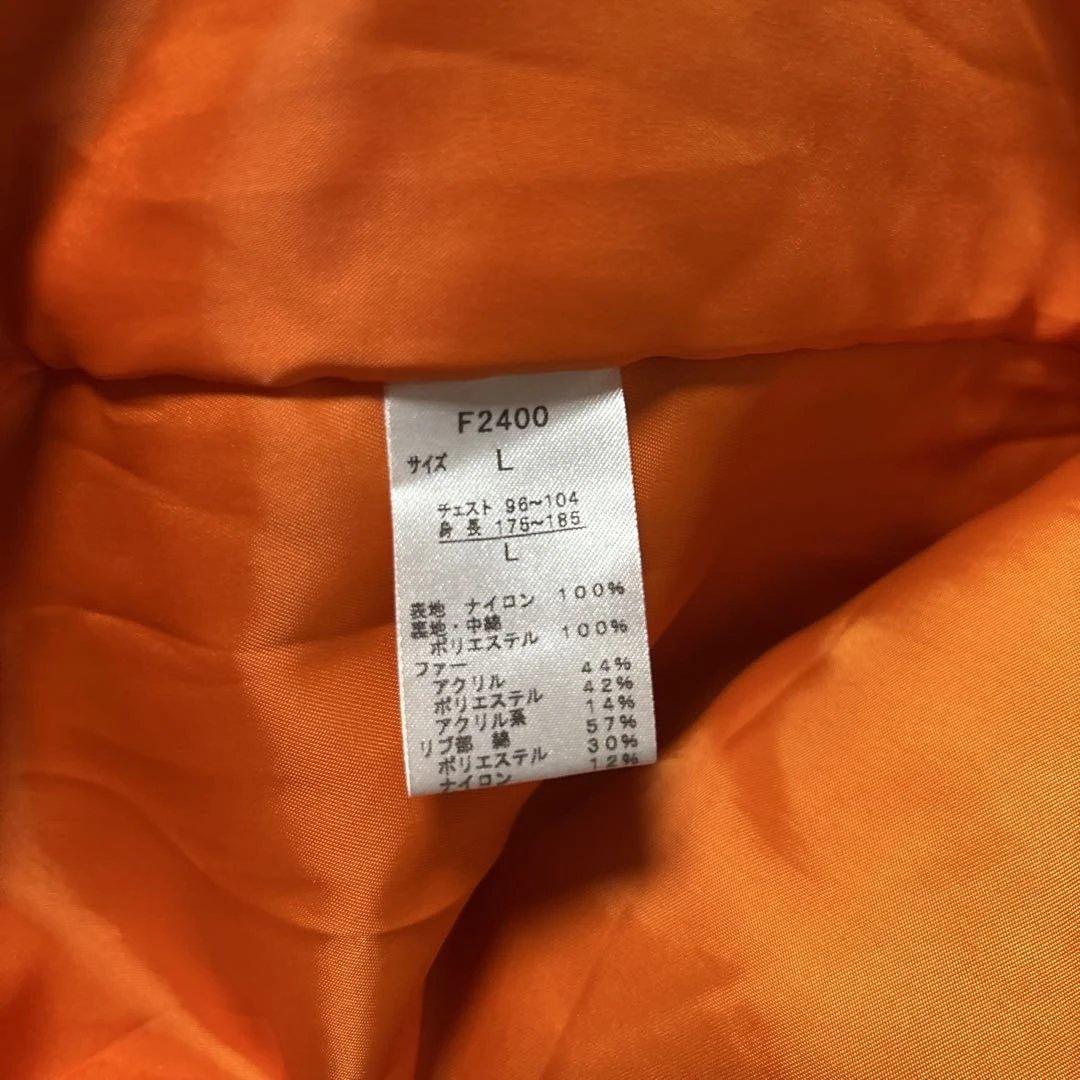 F2400
サイズ L
チェスト 96~104
身長 175~185
L
表地 ナイロン 100%
裏地・中綿
ポリエステル 100%
ファー
アクリル 44%
ポリエステル 42%
アクリル系 14%
リブ部 綿 57%
ポリエステル 30%
ナイロン 12%